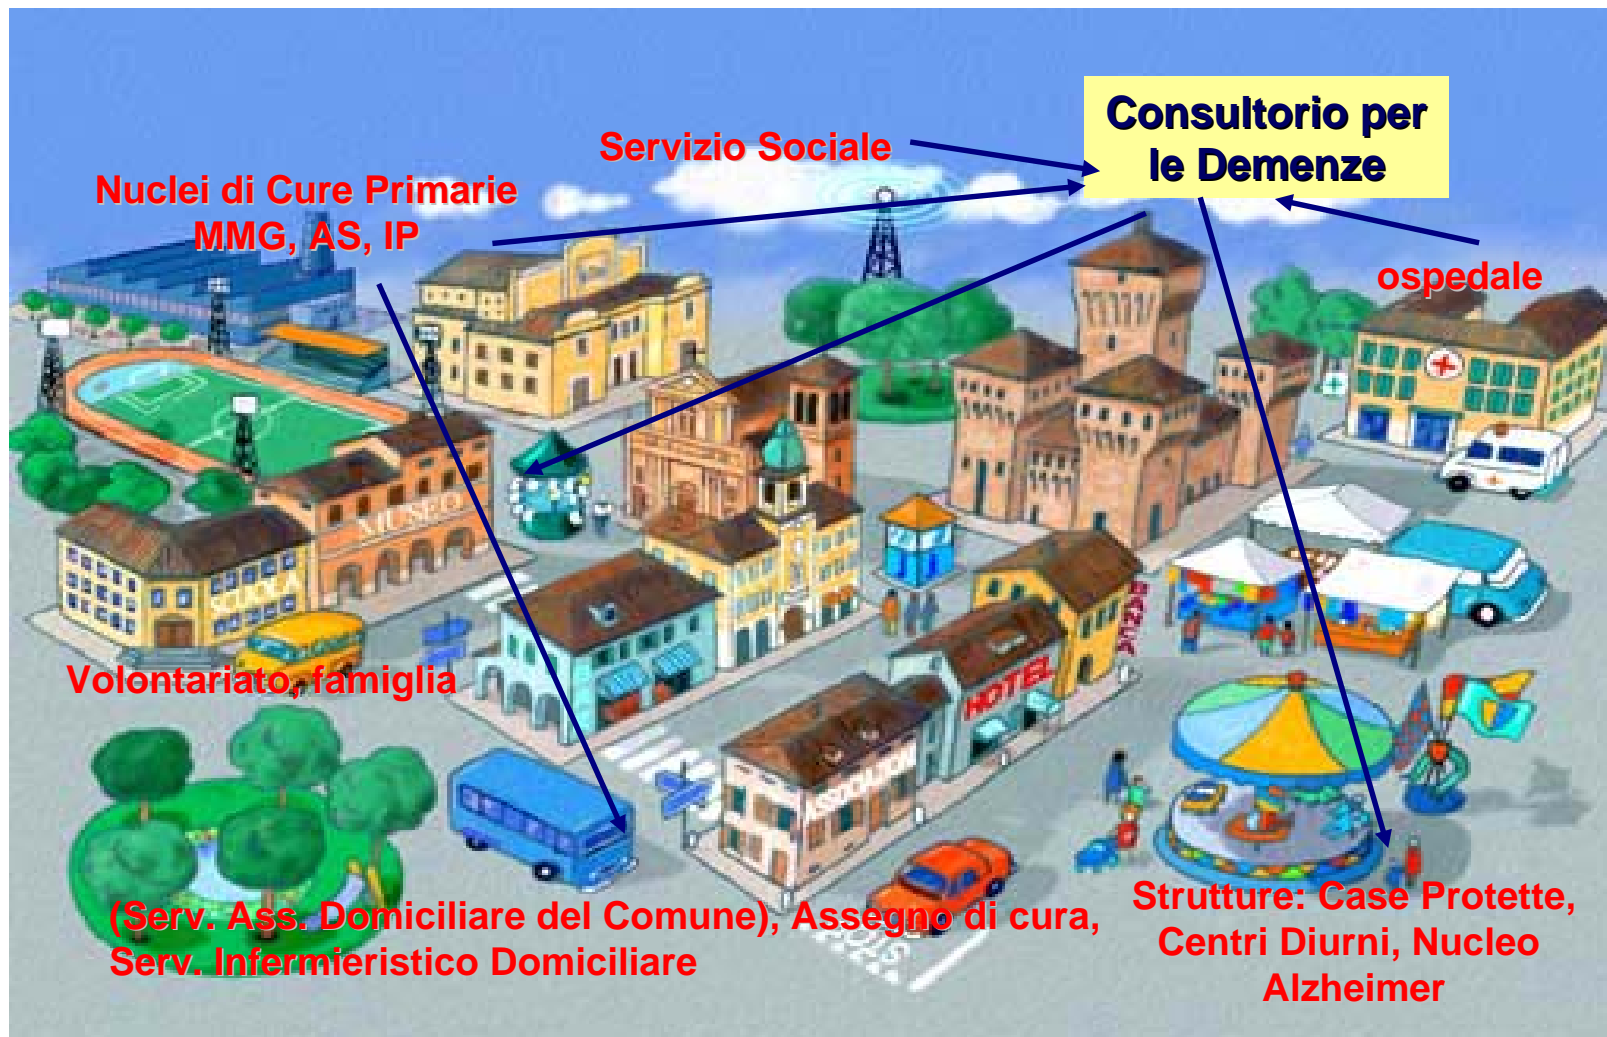 Consultorio per
le Demenze
Servizio Sociale
Nuclei di Cure Primarie
MMG, AS, IP
ospedale
MUSEO
SCUOLA
BANCA
HOTEL
Volontariato, famiglia
(Serv. Ass. Domiciliare del Comune), Assegno di cura,
Serv. Infermieristico Domiciliare
Strutture: Case Protette,
Centri Diurni, Nucleo
Alzheimer